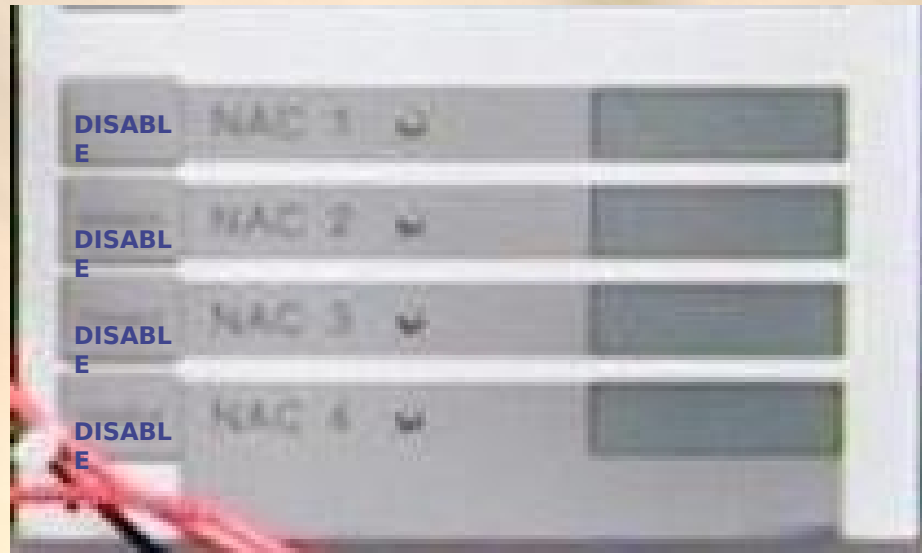 DISABL
E
NAC 1
DISABL
E
NAC 2
DISABL
E
NAC 3
DISABL
E
NAC 4